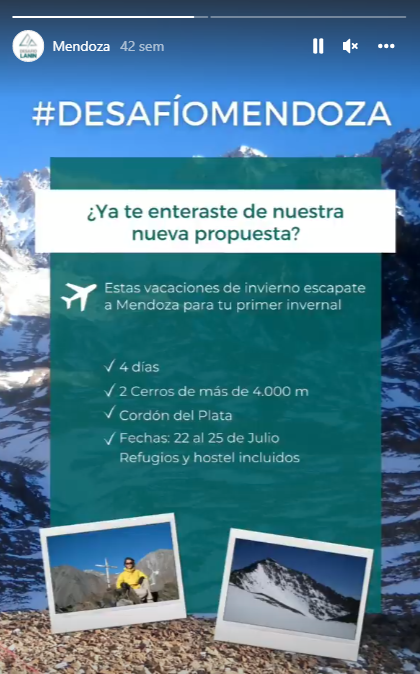 Mendoza 42 sem
#DESAFÍOMENDOZA
¿Ya te enteraste de nuestra
nueva propuesta?
Estas vacaciones de invierno escapate
a Mendoza para tu primer invernal
✓ 4 días
✓ 2 Cerros de más de 4.000 m
✓ Cordón del Plata
✓ Fechas: 22 al 25 de Julio
Refugios y hostel incluidos